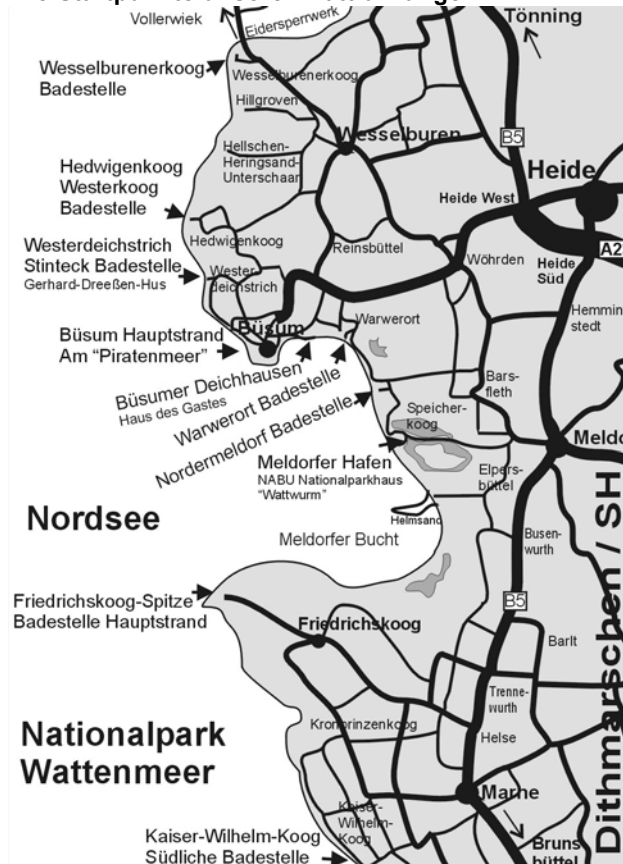 Vollerwiek
Eidersperrwerk
Tönning
Wesselburenerkoog
Badestelle
Wesselburenerkoog
Hillgroven
B5
Wesselburen
Hellschen-
Heringsand-
Unterschaar
Hedwigenkoog
Westerkoog
Badestelle
Heide
Heide West
Hedwigenkoog
Reinsbüttel
Westerdeichstrich
Stinteck Badestelle
Gerhard-Dreeßen-Hus
Wester
deichstrich
Wöhrden
Heide
Süd
A2
Hemmin
stedt
Büsum
Warwerort
Büsum Hauptstrand
Am "Piratenmeer"
Büsumer Deichhausen
Haus des Gastes
Warwerort Badestelle
Nordermeldorf Badestelle
Bars-
fleth
Speicher-
koog
Meldo
Meldorfer Hafen
NABU Nationalparkhaus
"Wattwurm"
Elpers-
büttel
Nordsee
Helmsand
Meldorfer Bucht
Busen-
wurth
Friedrichskoog-Spitze
Badestelle Hauptstrand
B5
Friedrichskoog
Barlt
Dithmarschen / SH
Trenne-
wurth
Nationalpark
Wattenmeer
Kronprinzenkoog
Helse
Marne
Kaiser-
Wilhelm-
Koog
Kaiser-Wilhelm-Koog
Südliche Badestelle
Bruns
büttel